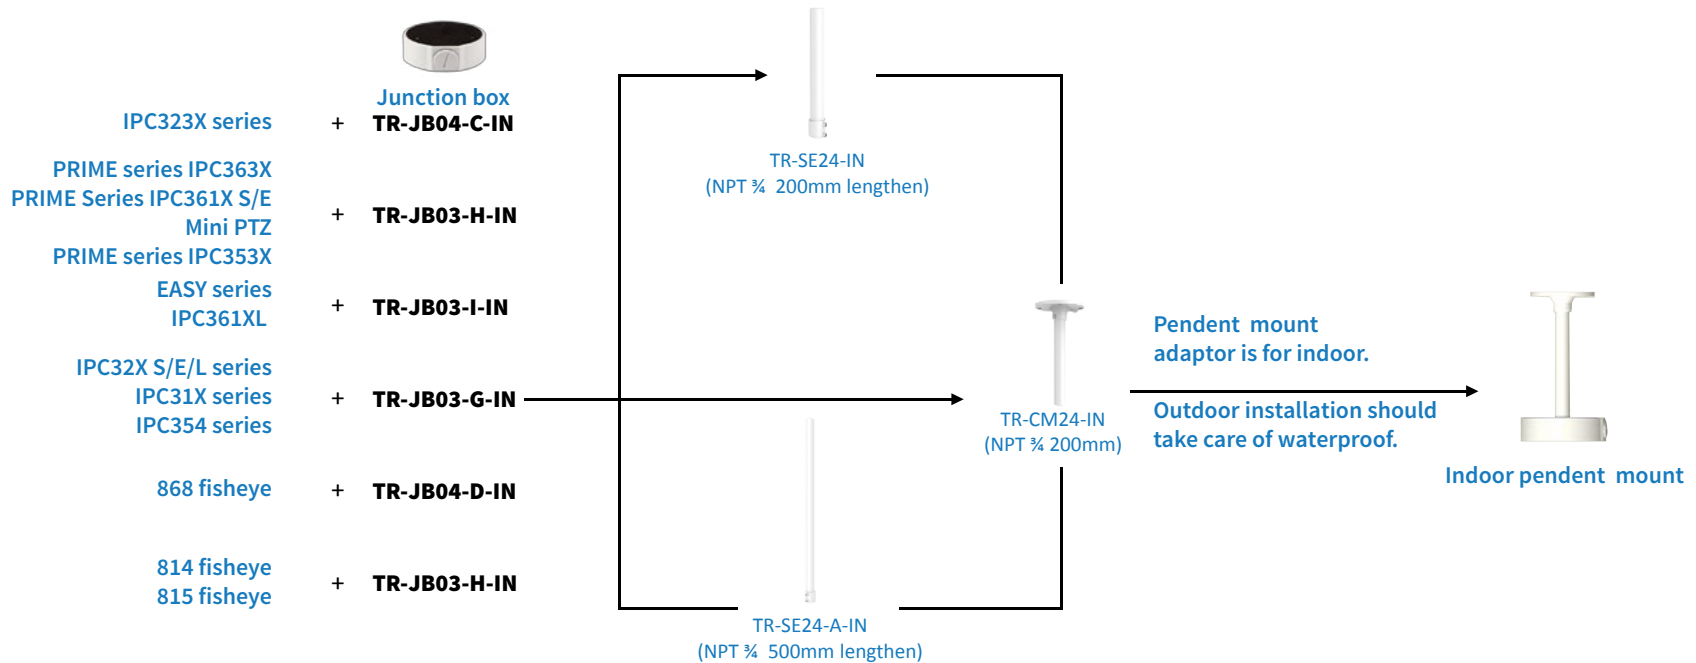 Junction box
IPC323X series + TR-JB04-C-IN
PRIME series IPC363X
PRIME Series IPC361X S/E
Mini PTZ
PRIME series IPC353X
+ TR-JB03-H-IN
EASY series
IPC361XL
+ TR-JB03-I-IN
IPC32X S/E/L series
IPC31X series
IPC354 series
+ TR-JB03-G-IN
868 fisheye + TR-JB04-D-IN
814 fisheye
815 fisheye
+ TR-JB03-H-IN
TR-SE24-IN
(NPT ¾ 200mm lengthen)
TR-CM24-IN
(NPT ¾ 200mm)
TR-SE24-A-IN
(NPT ¾ 500mm lengthen)
Pendent mount
adaptor is for indoor.
Outdoor installation should
take care of waterproof.
Indoor pendent mount